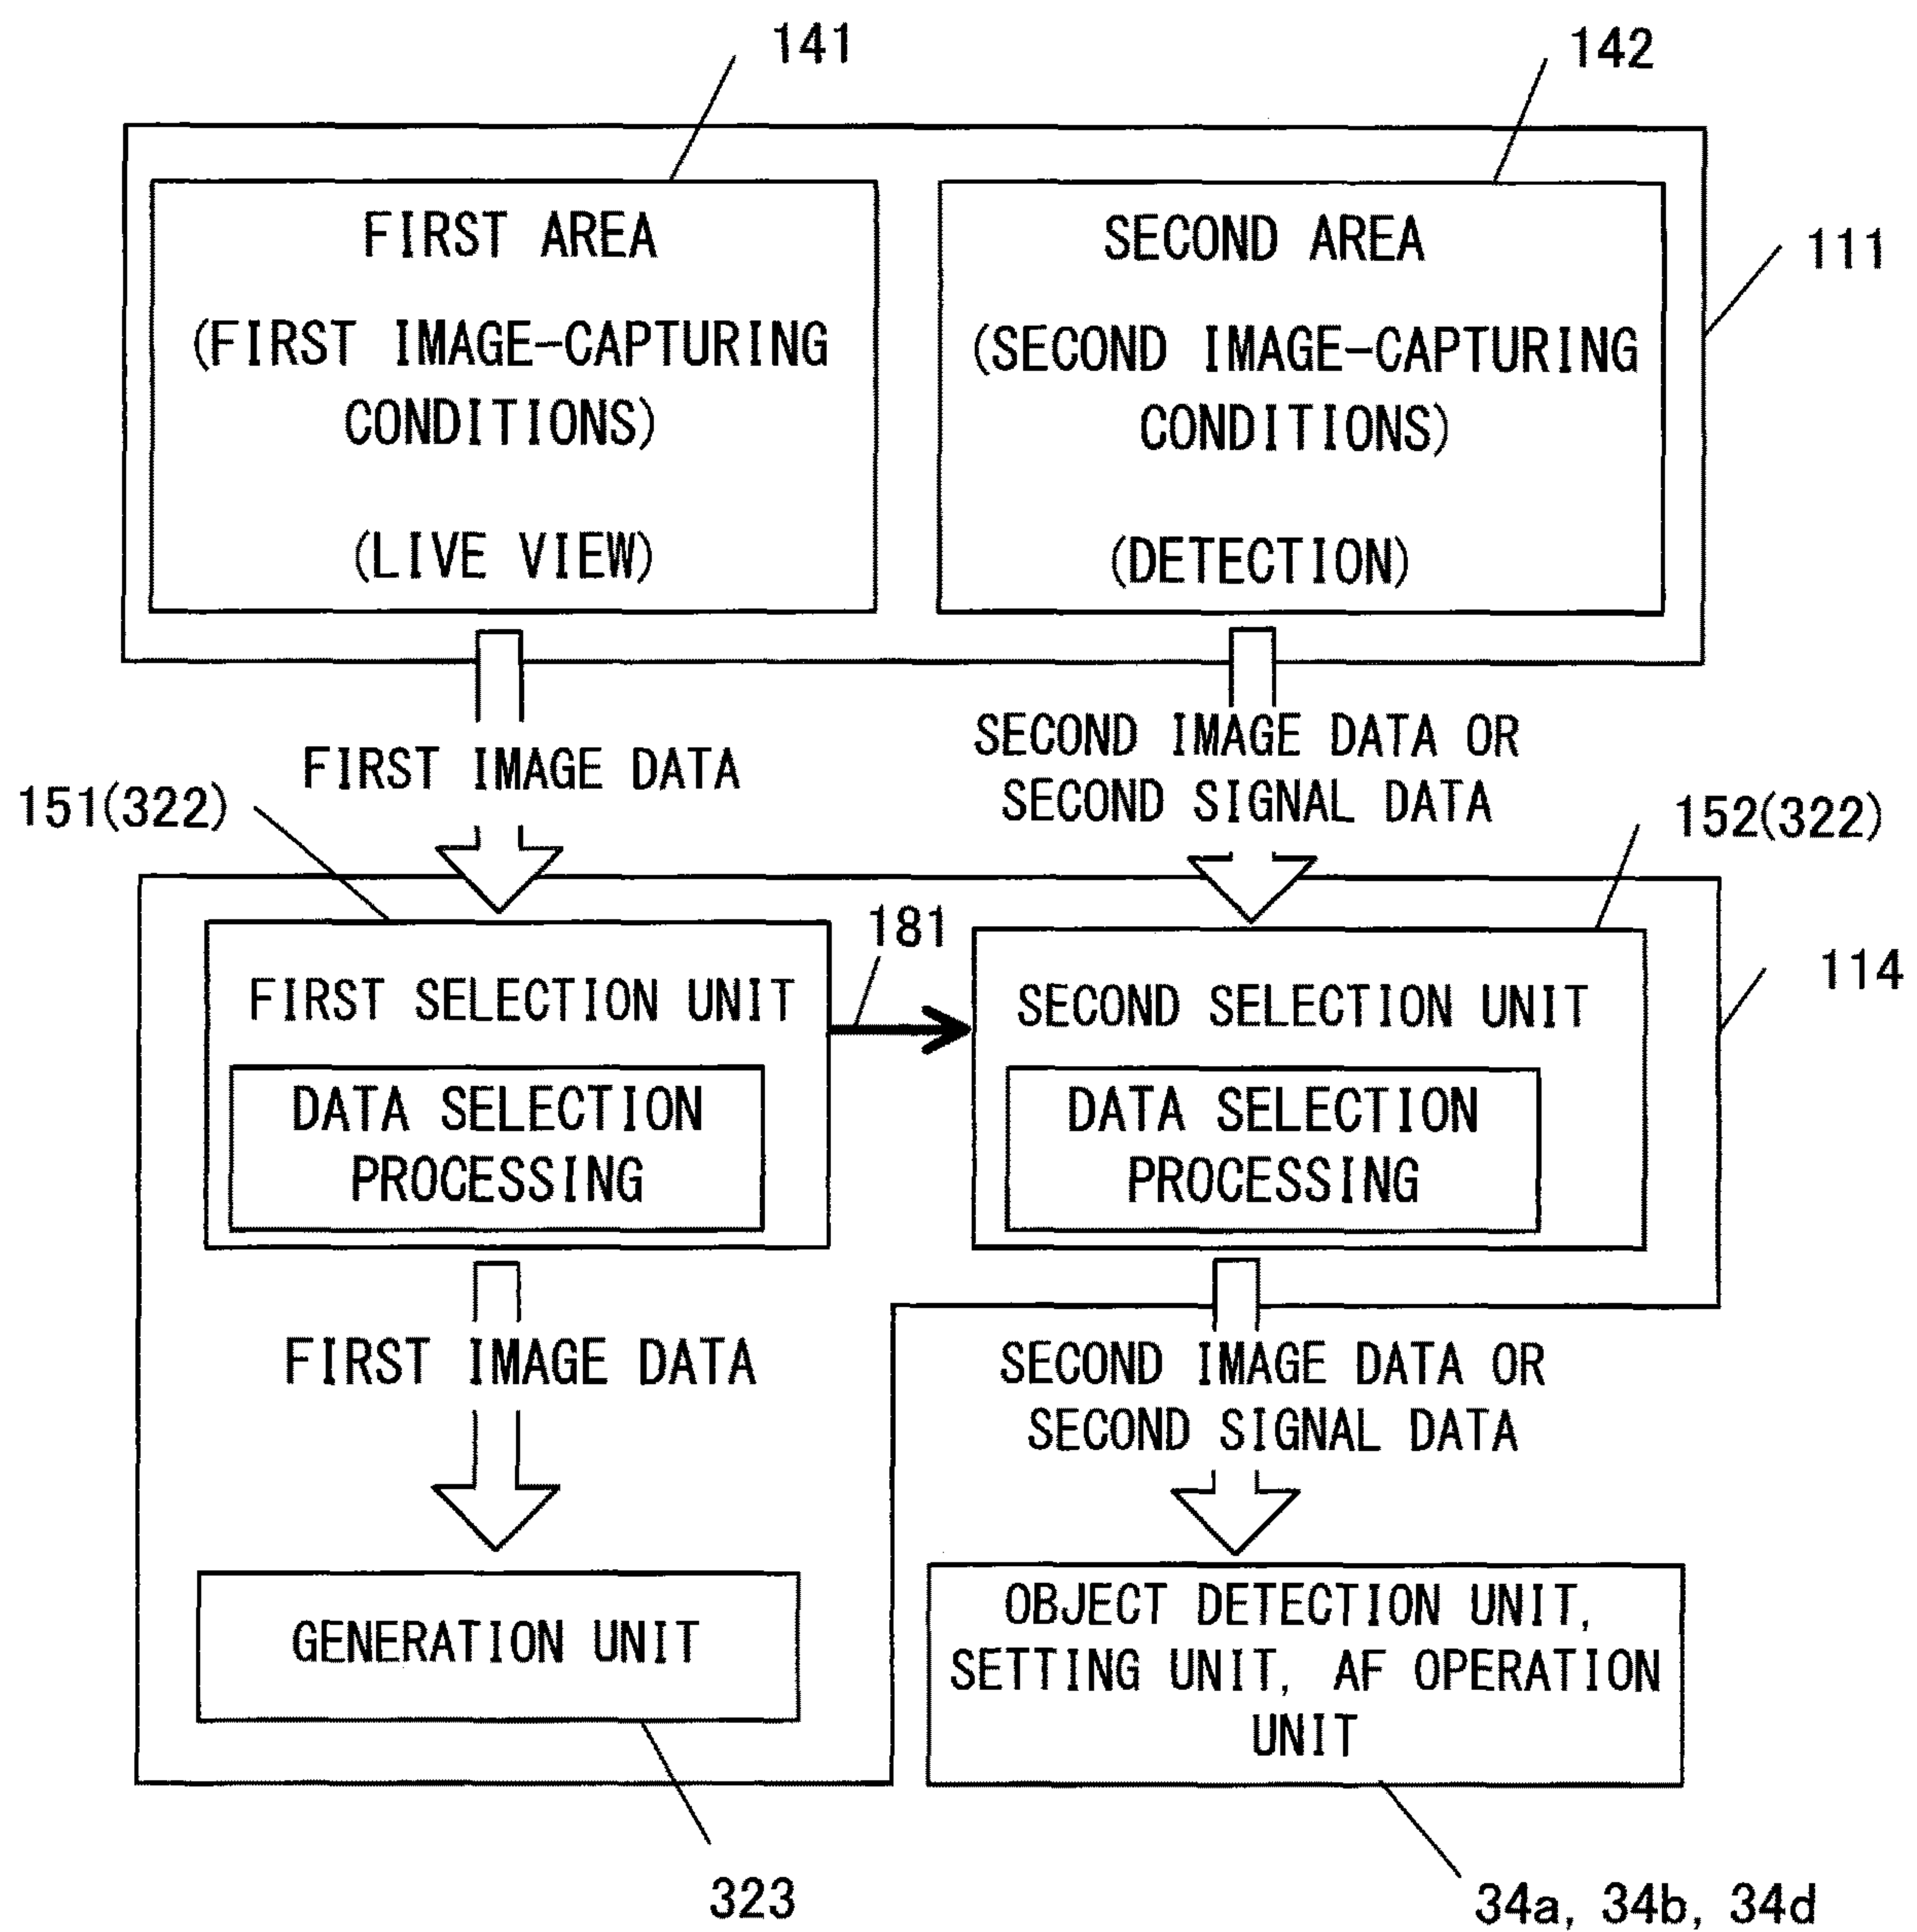 141
142
FIRST AREA
(FIRST IMAGE-CAPTURING
CONDITIONS)
(LIVE VIEW)
SECOND AREA
(SECOND IMAGE-CAPTURING
CONDITIONS)
(DETECTION)
111
FIRST IMAGE DATA
SECOND IMAGE DATA OR
SECOND SIGNAL DATA
151(322)
152(322)
FIRST SELECTION UNIT
DATA SELECTION
PROCESSING
181
SECOND SELECTION UNIT
DATA SELECTION
PROCESSING
114
FIRST IMAGE DATA
SECOND IMAGE DATA OR
SECOND SIGNAL DATA
GENERATION UNIT
OBJECT DETECTION UNIT,
SETTING UNIT, AF OPERATION
UNIT
323
34a, 34b, 34d